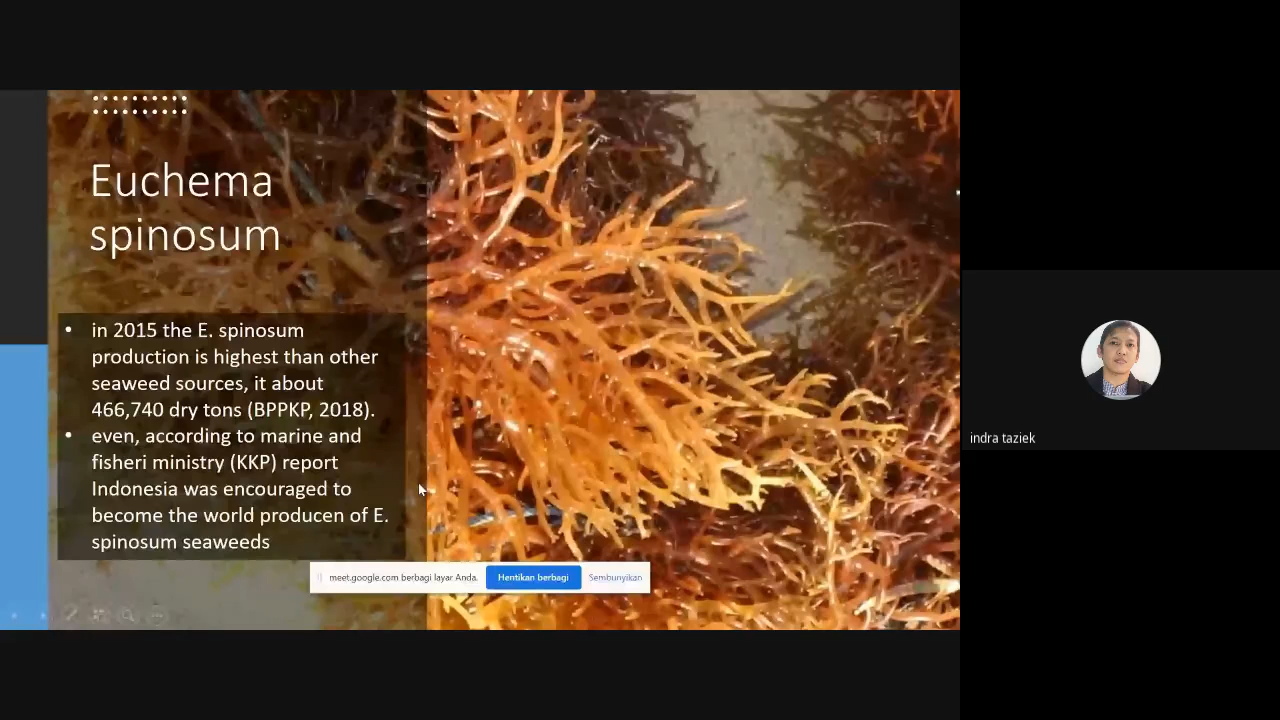 Euchema
spinosum
• in 2015 the E. spinosum
production is highest than other
seaweed sources, it about
466,740 dry tons (BPPKP, 2018).
• even, according to marine and
fisheri ministry (KKP) report
Indonesia was encouraged to
become the world producen of E.
spinosum seaweeds
meet.google.com berbagi layar Anda.
Hentikan berbagi
Sembunyikan
indra taziek